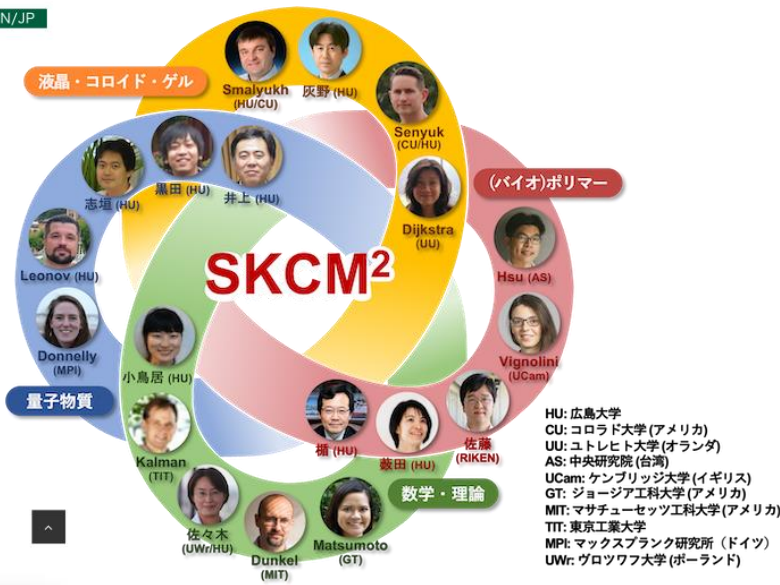 N/JP
液晶・コロイド・ゲル
Smalyukh
(HU/CU)
灰野 (HU)
Senyuk
(CU/HU)
Dijkstra
(UU)
(バイオ)ポリマー
志垣 (HU)
黒田 (HU)
井上 (HU)
Leonov (HU)
Donnelly
(MPI)
量子物質
SKCM2
Hsu (AS)
Vignolini
(UCam)
小鳥居 (HU)
Kalman
(TIT)
佐々木
(UWr/HU)
Dunkel
(MIT)
Matsumoto
(GT)
楯 (HU)
薮田 (HU)
佐藤
(RIKEN)
数学・理論
HU: 広島大学
CU: コロラド大学 (アメリカ)
UU: ユトレヒト大学 (オランダ)
AS: 中央研究院 (台湾)
UCam: ケンブリッジ大学 (イギリス)
GT: ジョージア工科大学 (アメリカ)
MIT: マサチューセッツ工科大学 (アメリカ)
TIT: 東京工業大学
MPI: マックスプランク研究所（ドイツ）
UWr: ヴロツワフ大学 (ポーランド)